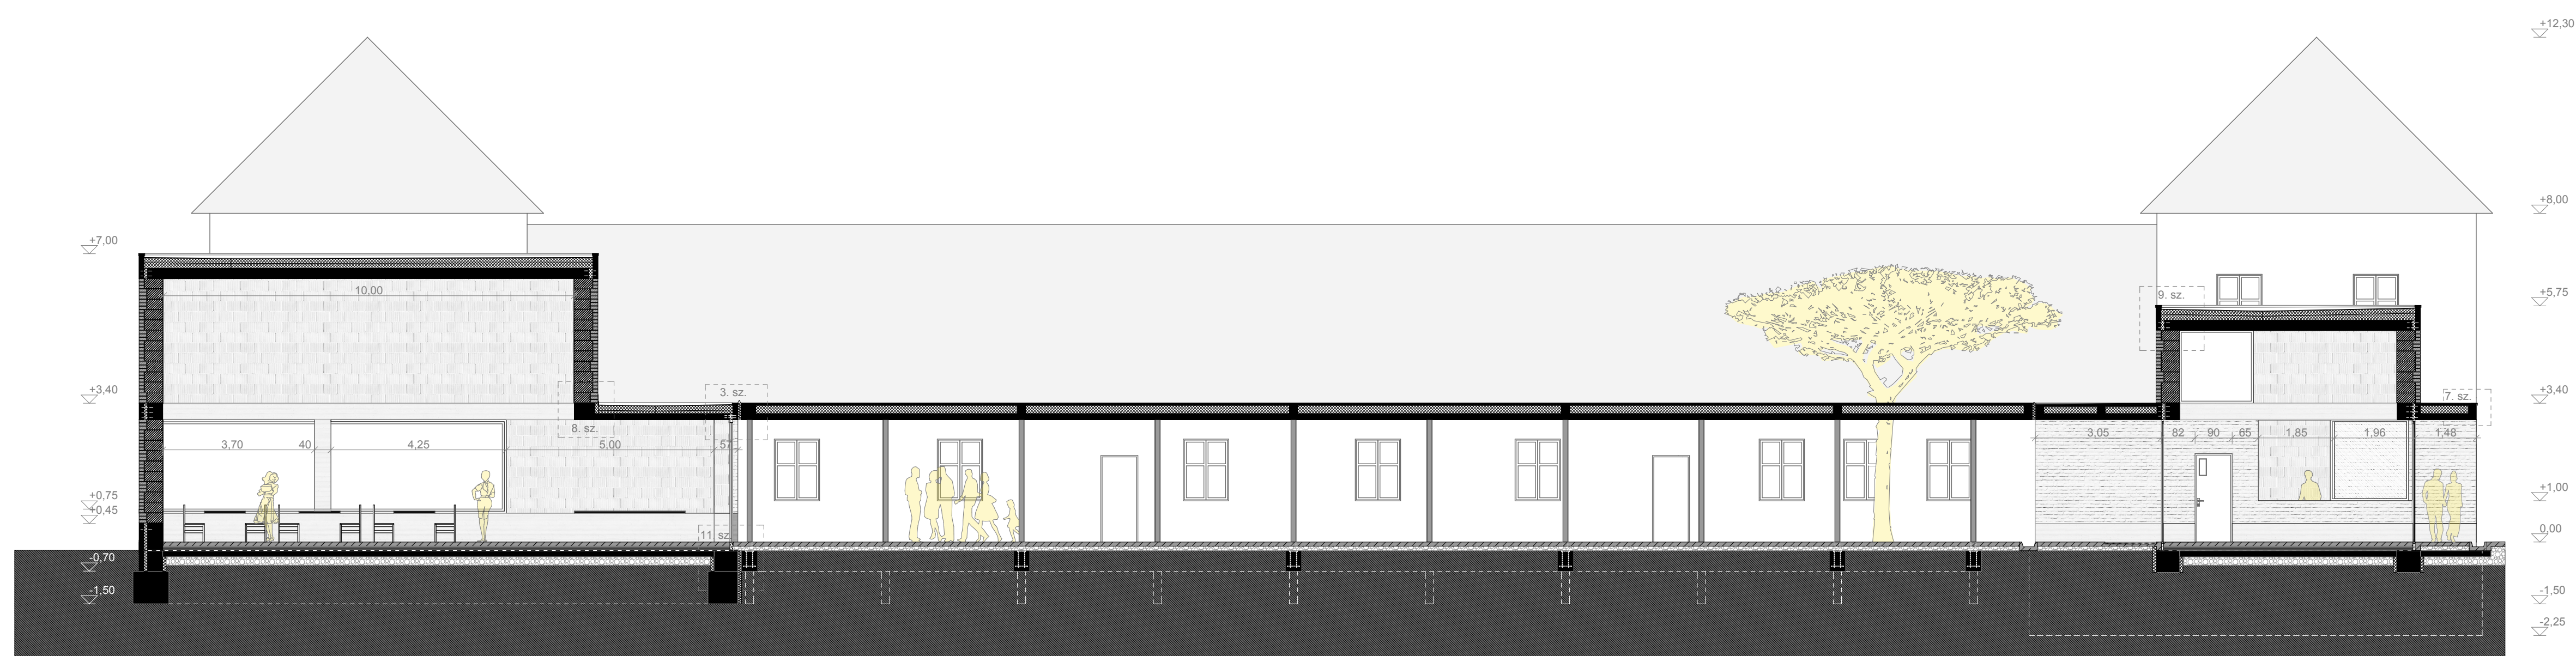 +12,30
+8,00
+7,00
9. sz.
+5,75
10,00
+3,40
3. sz.
7. sz.
+3,40
8. sz.
3,70 40 4,25 5,00 57
3,05 82 90 65 1,85 1,96 1,48
+0,75
+0,45
+1,00
11. sz.
0,00
-0,70
-1,50
-1,50
-2,25